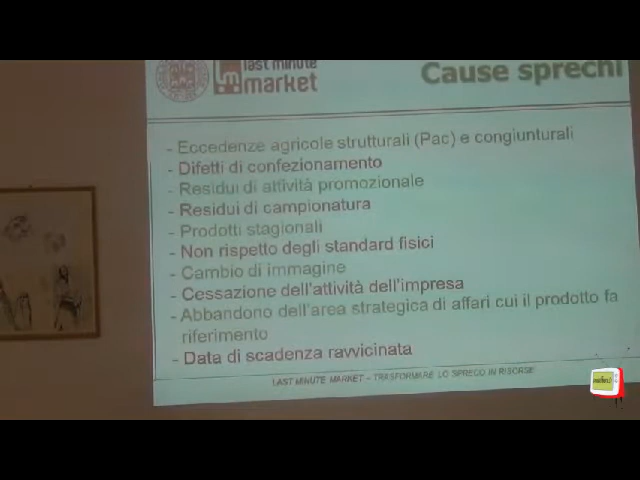 last minute
market
Cause sprechi
- Eccedenze agricole strutturali (Pac) e congiunturali
- Difetti di confezionamento
- Residui di attività promozionale
- Residui di campionatura
- Prodotti stagionali
- Non rispetto degli standard fisici
- Cambio di immagine
- Cessazione dell'attività dell'impresa
- Abbandono dell'area strategica di affari cui il prodotto fa
riferimento
- Data di scadenza ravvicinata
LAST MINUTE MARKET – TRASFORMARE LO SPRECO IN RISORSE